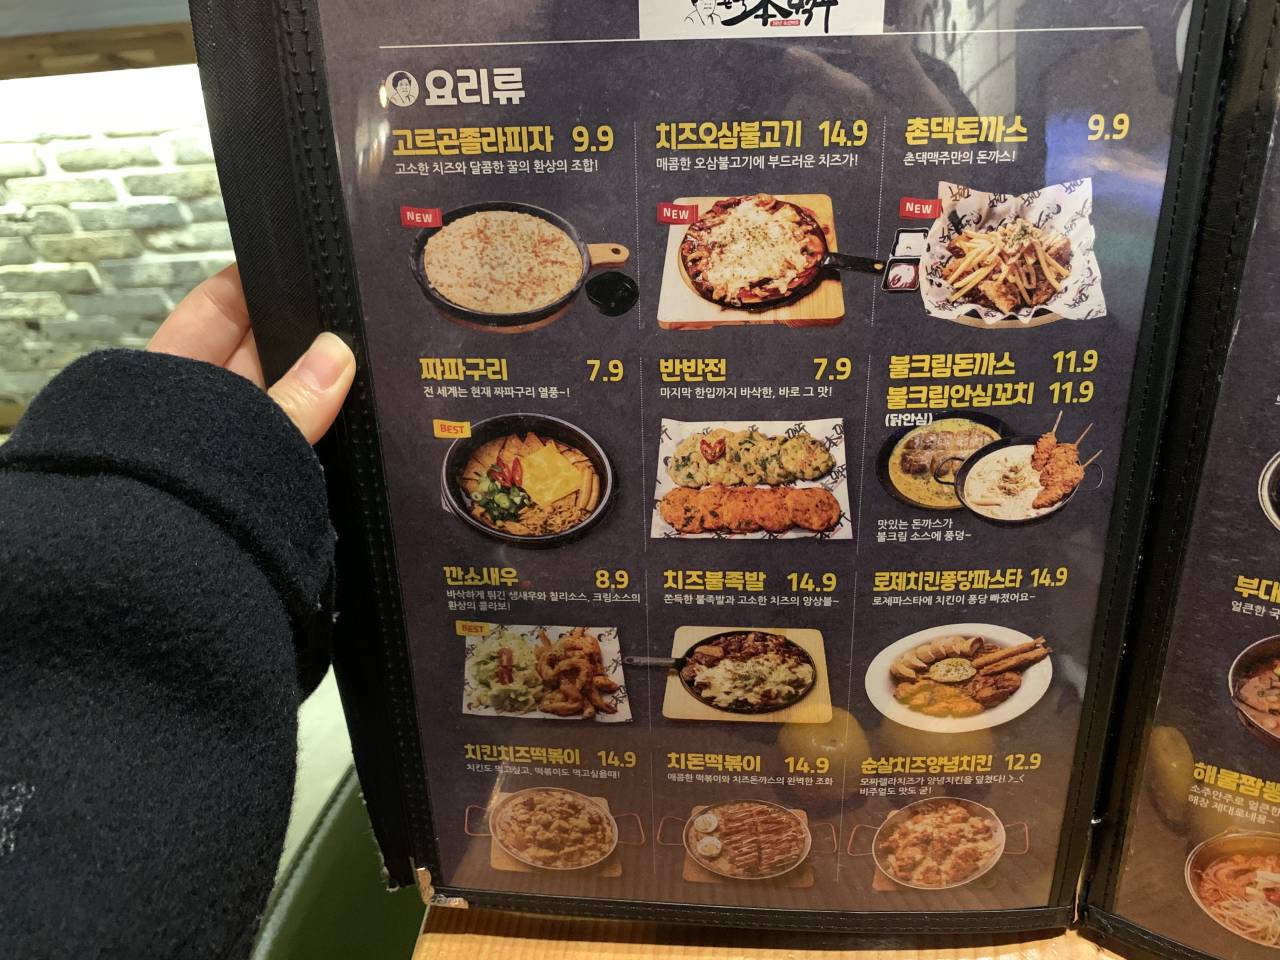 요리류
고르곤졸라피자 9.9
고소한 치즈와 달콤한 꿀의 환상의 조합!
NEW
치즈오삼불고기 14.9
매콤한 오삼불고기에 부드러운 치즈가!
NEW
촌댁돈까스 9.9
촌댁맥주만의 돈까스!
NEW
짜파구리 7.9
전 세계는 현재 짜파구리 열풍~!
BEST
반반전 7.9
마지막 한입까지 바삭한, 바로 그 맛!
불크림돈까스 11.9
불크림안심꼬치 11.9
(닭안심)
맛있는 돈까스가
불크림 소스에 풍덩~
깐쇼새우 8.9
바삭하게 튀긴 생새우와 칠리소스, 크림소스의
환상의 콜라보!
BEST
치즈불족발 14.9
쫀득한 불족발과 고소한 치즈의 앙상블~
로제치킨퐁당파스타 14.9
로제파스타에 치킨이 퐁당 빠졌어요~
치킨치즈떡볶이 14.9
치킨도 먹고싶고, 떡볶이도 먹고싶을때!
치돈떡볶이 14.9
매콤한 떡볶이와 치즈돈까스의 완벽한 조화
순살치즈양념치킨 12.9
모짜렐라치즈가 양념치킨을 덮쳤다! >_<
비주얼도 맛도 굳!
부대
얼큰한 국
해물짬뽕
소주안주로 얼큰한
해장 제대로네용~